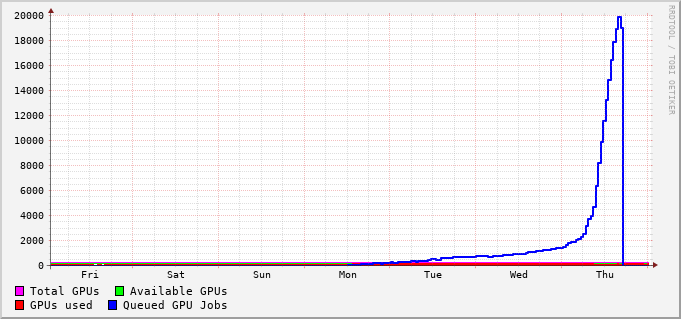 20000
18000
16000
14000
12000
10000
8000
6000
4000
2000
0
Fri Sat Sun Mon Tue Wed Thu
Total GPUs Available GPUs
GPUs used Queued GPU Jobs
RRDTOOL / TOBI OETIKER